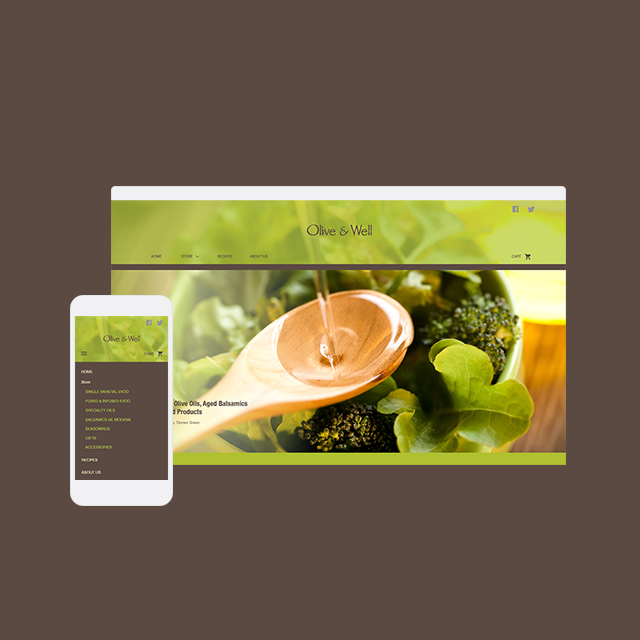 Olive & Well
HOME STORE RECIPES ABOUT US CART
Olive Oils, Aged Balsamics
d Products
Olive & Well
CART
HOME
Store
SINGLE VARIETAL EVOO
FUSED & INFUSED EVOO
SPECIALTY OILS
BALSAMICS DE MODENA
SEASONINGS
GIFTS
ACCESSORIES
RECIPES
ABOUT US